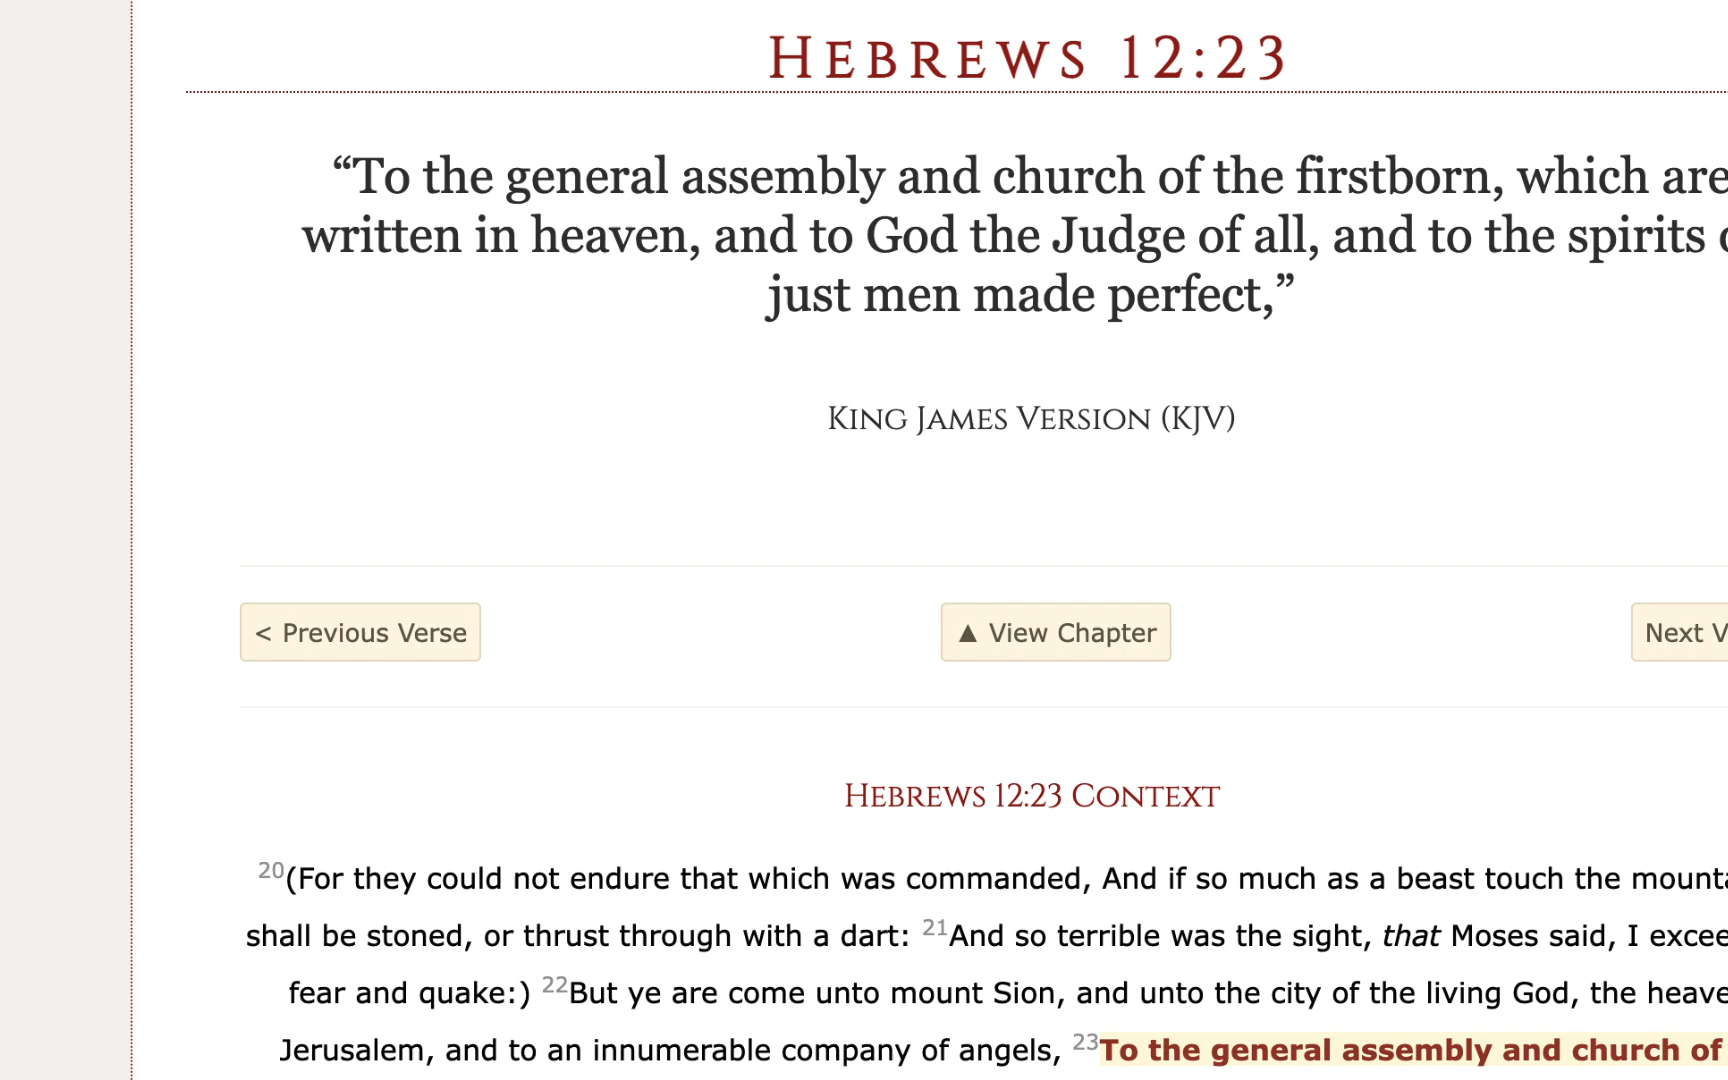 Hebrews 12:23
“To the general assembly and church of the firstborn, which are
written in heaven, and to God the Judge of all, and to the spirits
just men made perfect,”
King James Version (KJV)
< Previous Verse
▲ View Chapter
Next
Hebrews 12:23 Context
20(For they could not endure that which was commanded, And if so much as a beast touch the
shall be stoned, or thrust through with a dart: 21And so terrible was the sight, that Moses said, I
fear and quake:) 22But ye are come unto mount Sion, and unto the city of the living God, the
Jerusalem, and to an innumerable company of angels, 23To the general assembly and church of